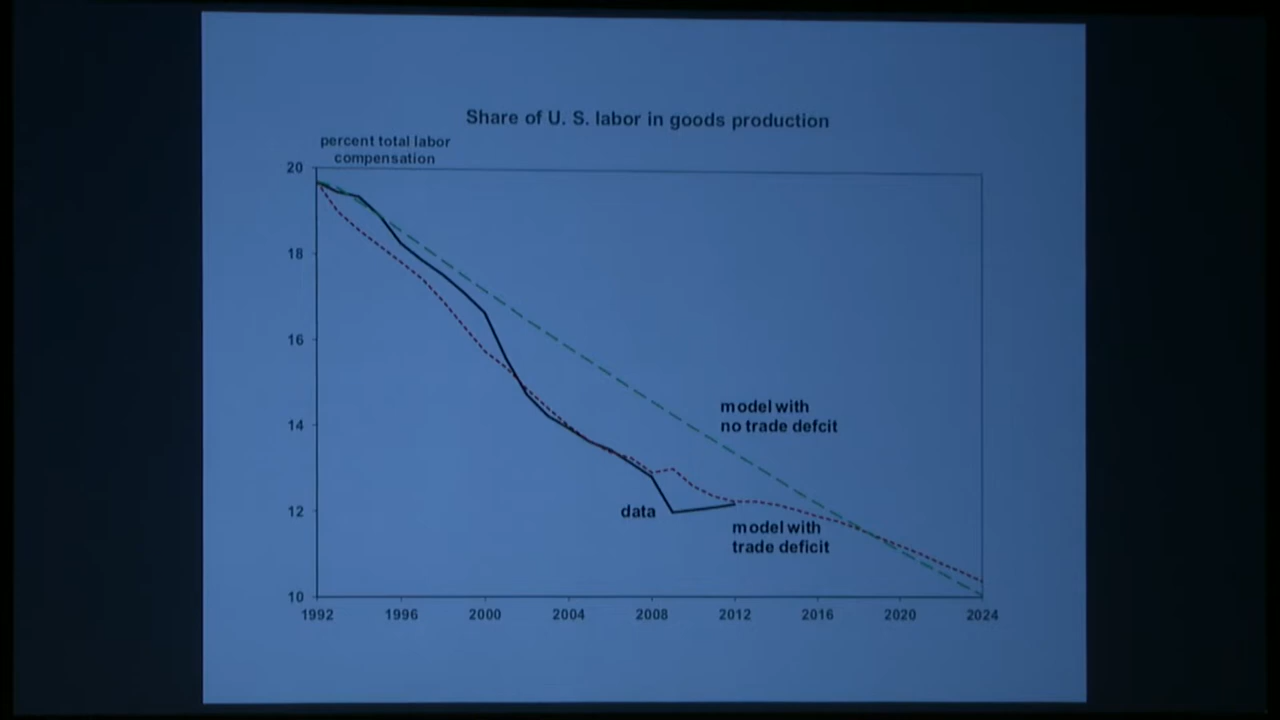 Share of U. S. labor in goods production
percent total labor
compensation
20
18
16
14
12
10
model with
no trade defcit
data
model with
trade deficit
1992 1996 2000 2004 2008 2012 2016 2020 2024